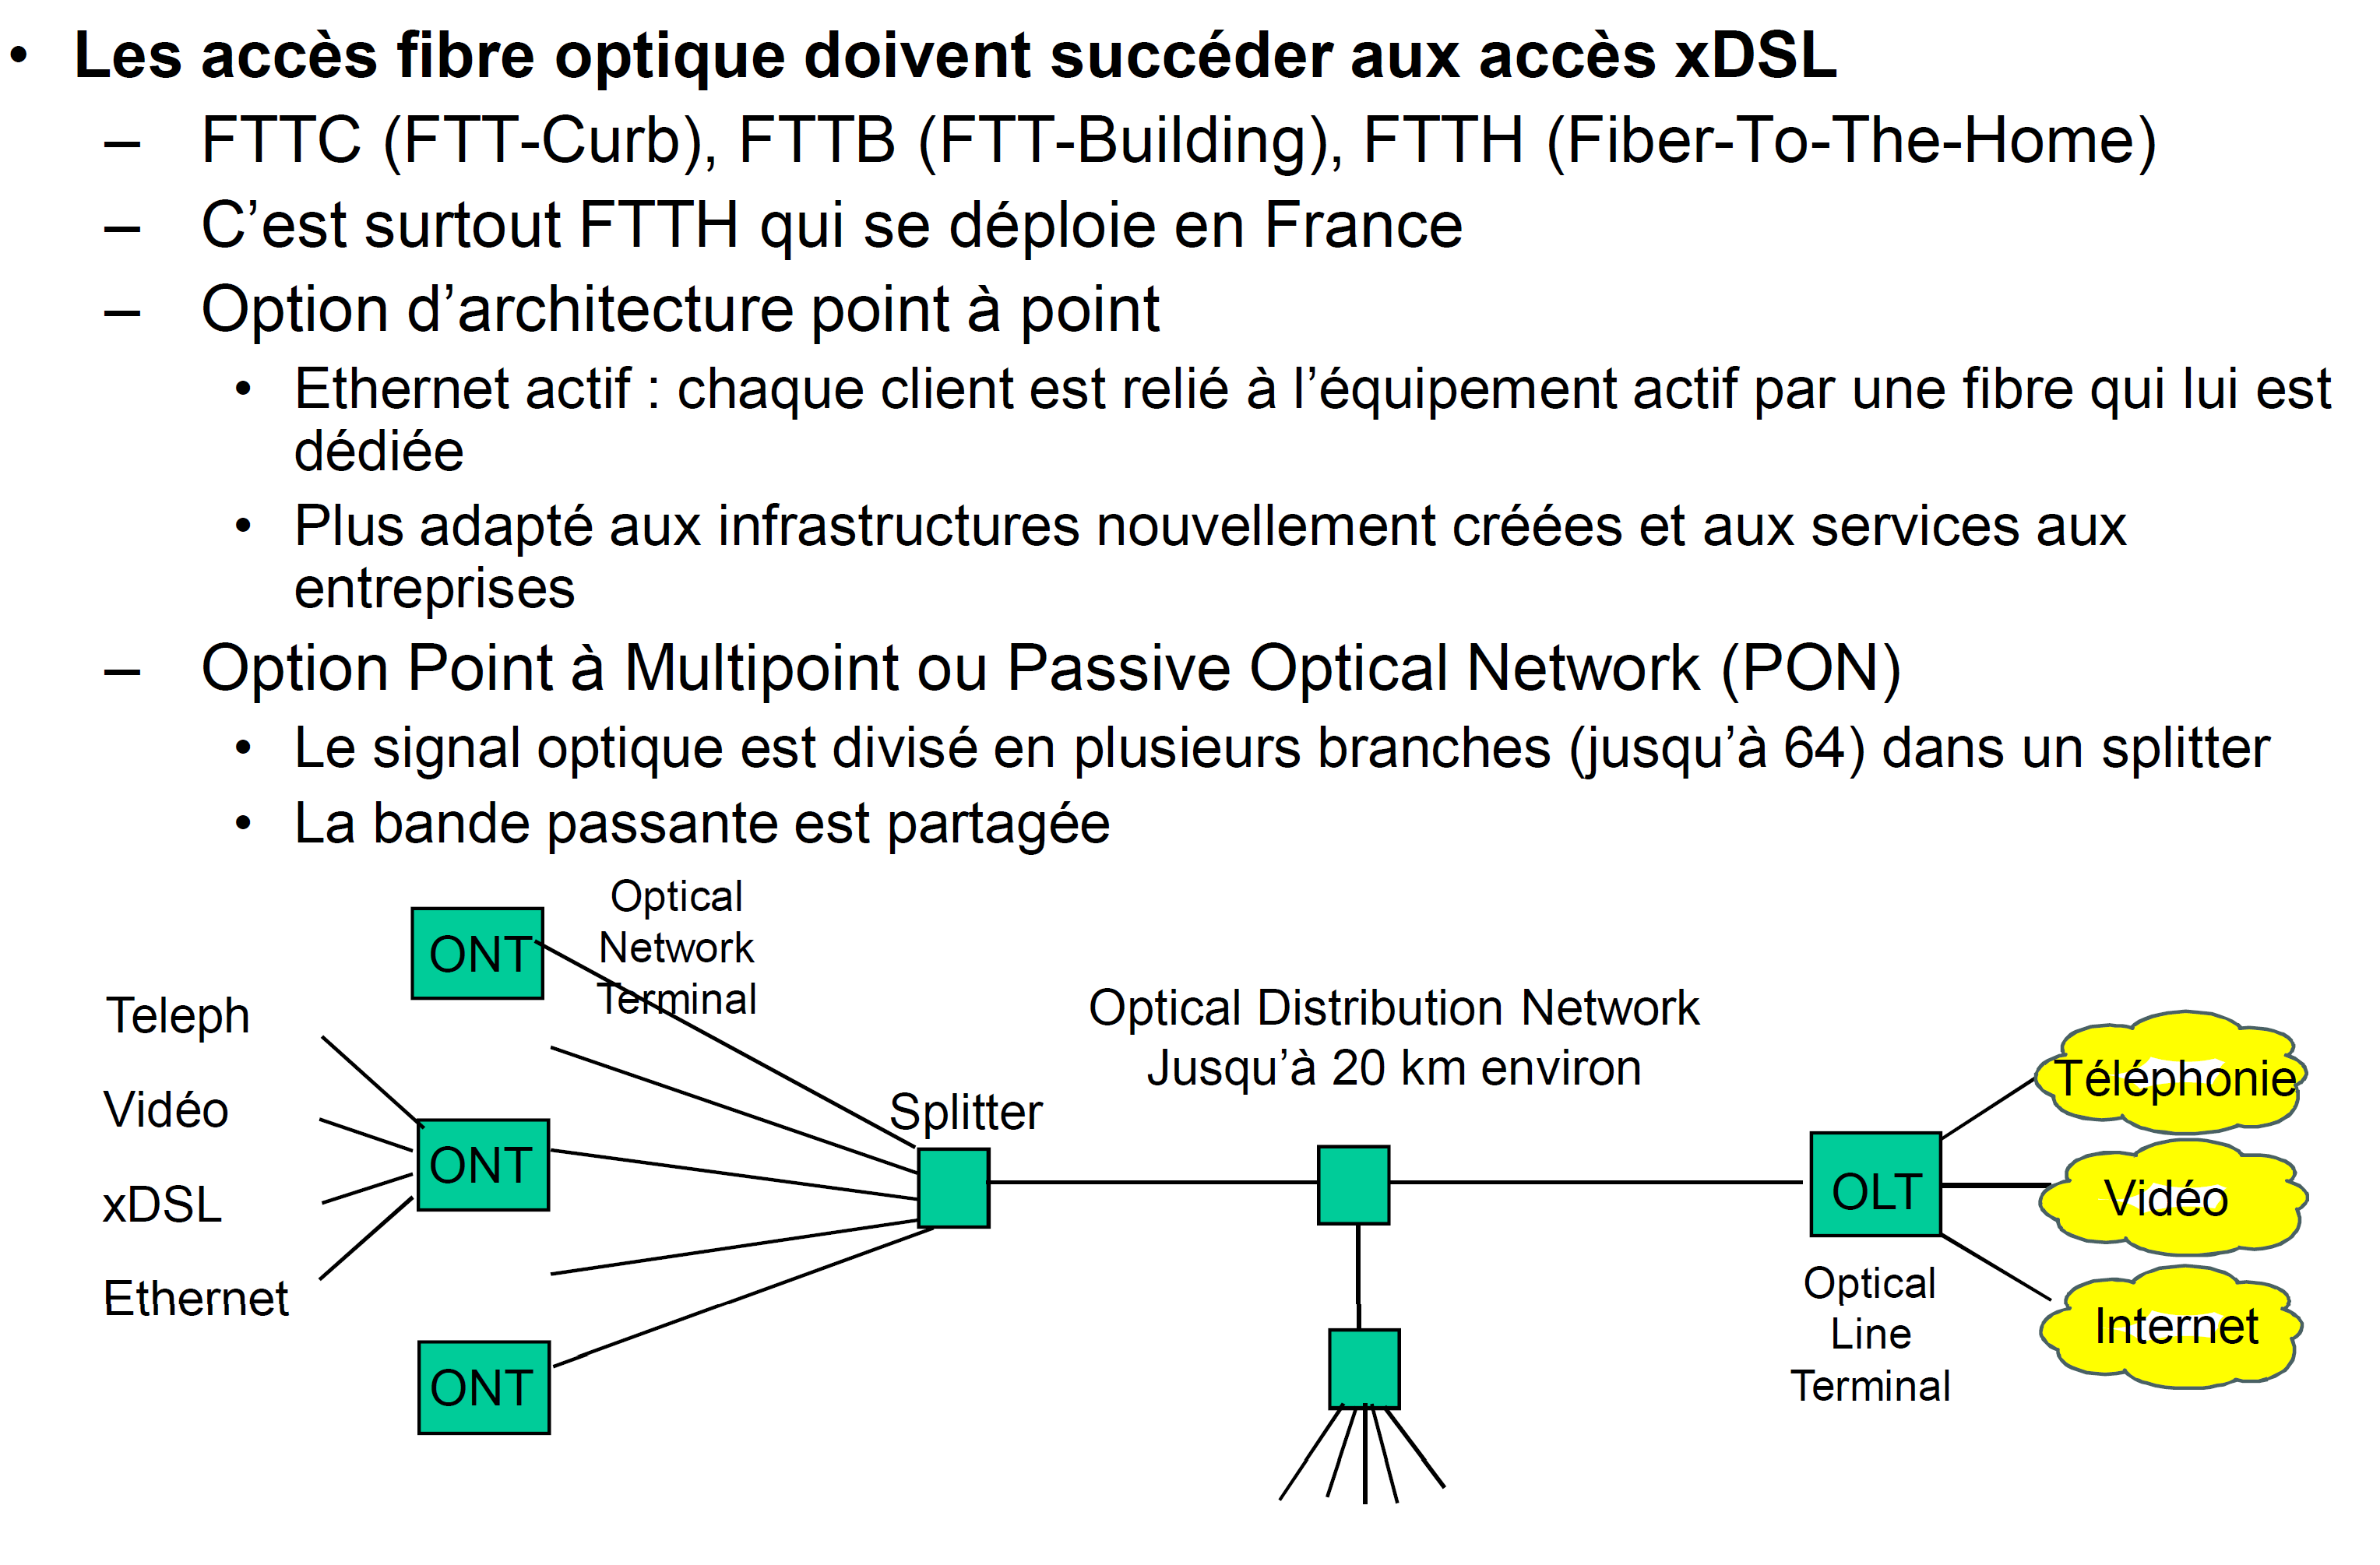 • Les accès fibre optique doivent succéder aux accès xDSL
– FTTC (FTT-Curb), FTTB (FTT-Building), FTTH (Fiber-To-The-Home)
– C’est surtout FTTH qui se déploie en France
– Option d’architecture point à point
• Ethernet actif : chaque client est relié à l’équipement actif par une fibre qui lui est
dédiée
• Plus adapté aux infrastructures nouvellement créées et aux services aux
entreprises
– Option Point à Multipoint ou Passive Optical Network (PON)
• Le signal optique est divisé en plusieurs branches (jusqu’à 64) dans un splitter
• La bande passante est partagée
ONT
Optical
Network
Terminal
Teleph
Vidéo
xDSL
Ethernet
ONT
ONT
Splitter
Optical Distribution Network
Jusqu’à 20 km environ
OLT
Optical
Line
Terminal
Téléphonie
Vidéo
Internet